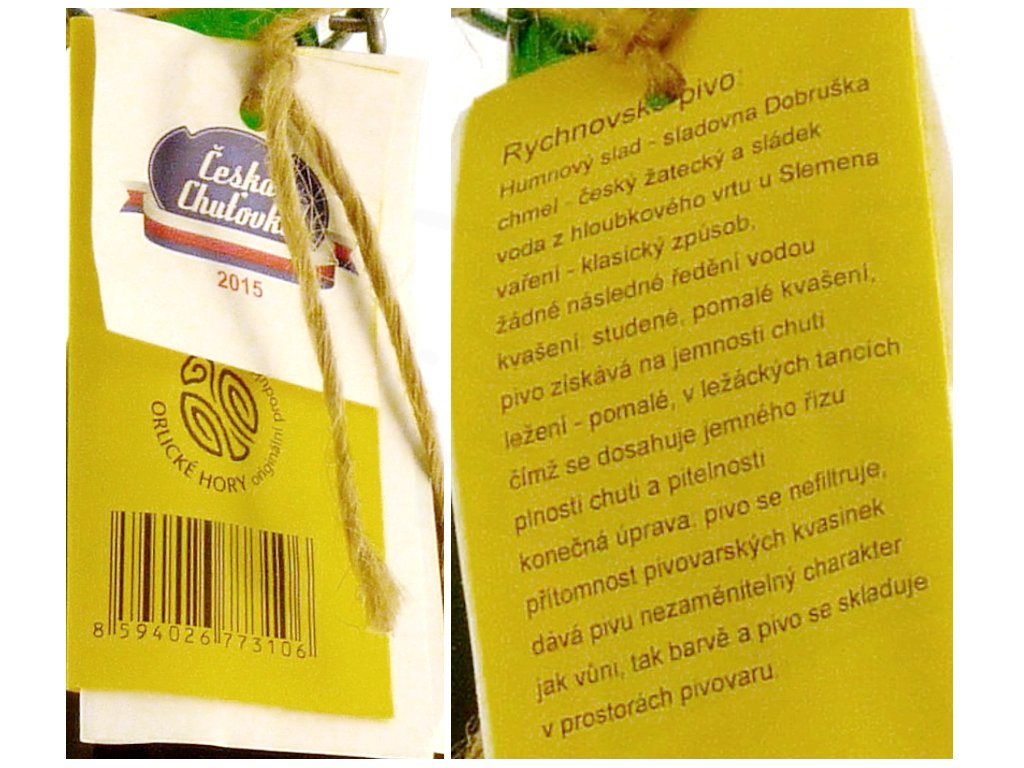 Česká
Chuťovka
2015
ORLICKÉ HORY originální produkt
8 594026 773106
Rychnovské pivo:
Humnový slad - sladovna Dobruška
chmel - český žatecký a sládek
voda z hloubkového vrtu u Slemena
vaření - klasický způsob,
žádné následné ředění vodou
kvašení: studené, pomalé kvašení,
pivo získává na jemnosti chuti
ležení - pomalé, v ležáckých tancích
čímž se dosahuje jemného řízu
plnosti chuti a pitelnosti
konečná úprava: pivo se nefiltruje,
přítomnost pivovarských kvasinek
dává pivu nezaměnitelný charakter
jak vůni, tak barvě a pivo se skladuje
v prostorách pivovaru.